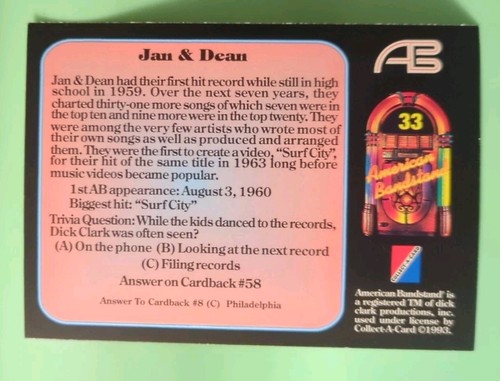 Jan & Dean
Jan & Dean had their first hit record while still in high
school in 1959. Over the next seven years, they
charted thirty-one more songs of which seven were in
the top ten and nine more were in the top twenty. They
were among the very few artists who wrote most of
their own songs as well as produced and arranged
them. They were the first to create a video, “Surf City”,
for their hit of the same title in 1963 long before
music videos became popular.
1st AB appearance: August 3, 1960
Biggest hit: “Surf City”
Trivia Question: While the kids danced to the records,
Dick Clark was often seen?
(A) On the phone (B) Looking at the next record
(C) Filing records
Answer on Cardback #58
Answer To Cardback #8 (C) Philadelphia
AB
33
American
Bandstand
COLLECT-A-CARD
American Bandstand® is
a registered TM of dick
clark productions, inc.
used under license by
Collect-A-Card ©1993.